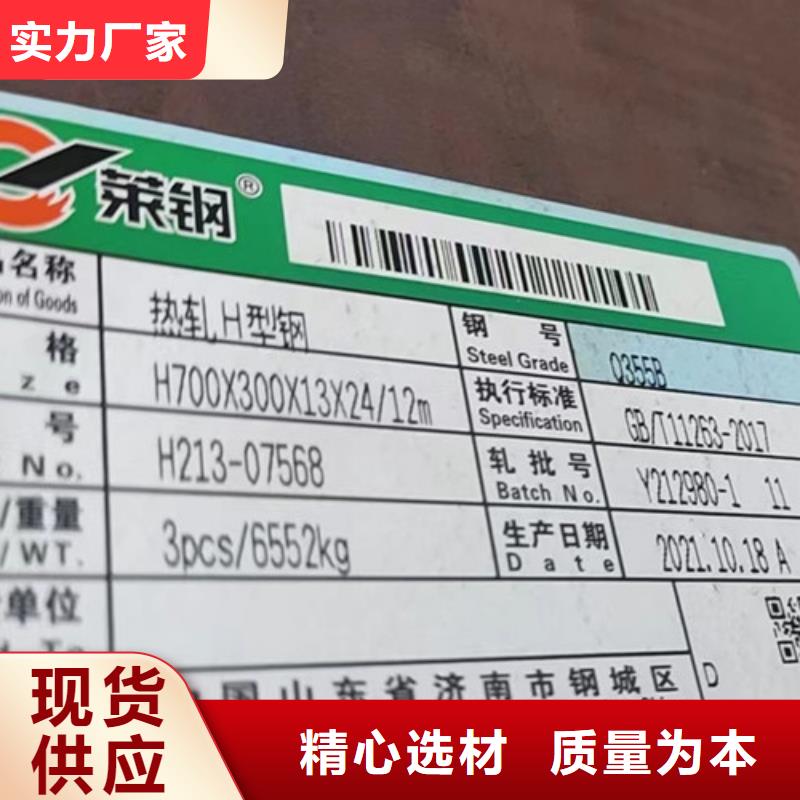 实力厂家
莱钢®
品名称 热轧H型钢 钢号 Q355B
on of Goods Steel Grade
格 H700X300X13X24/12m 执行标准 GB/T11263-2017
ze Specification
号 H213-07568 轧批号 Y212980-1 11
No. Batch No.
/重量 3pcs/6552kg 生产日期 2021.10.18 A
/WT. Date
单位
D
中国山东省济南市钢城区
现货
供应
精心选材 质量为本